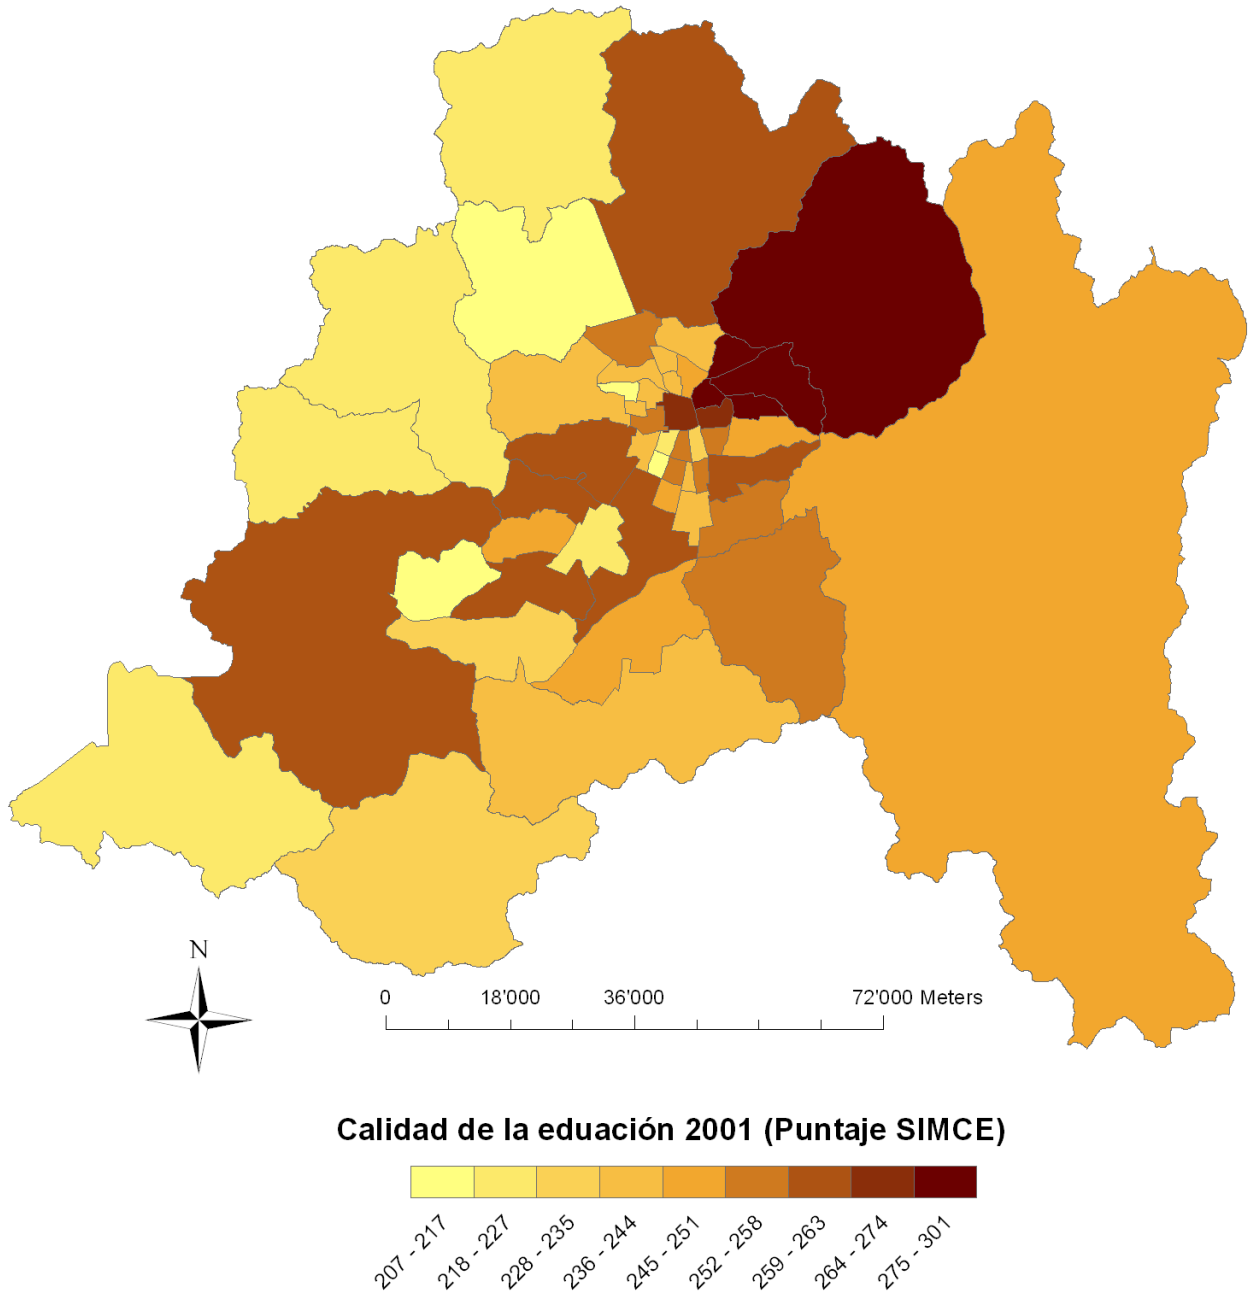 N
0 18'000 36'000 72'000 Meters
Calidad de la eduación 2001 (Puntaje SIMCE)
207 - 217
218 - 227
228 - 235
236 - 244
245 - 251
252 - 258
259 - 263
264 - 274
275 - 301